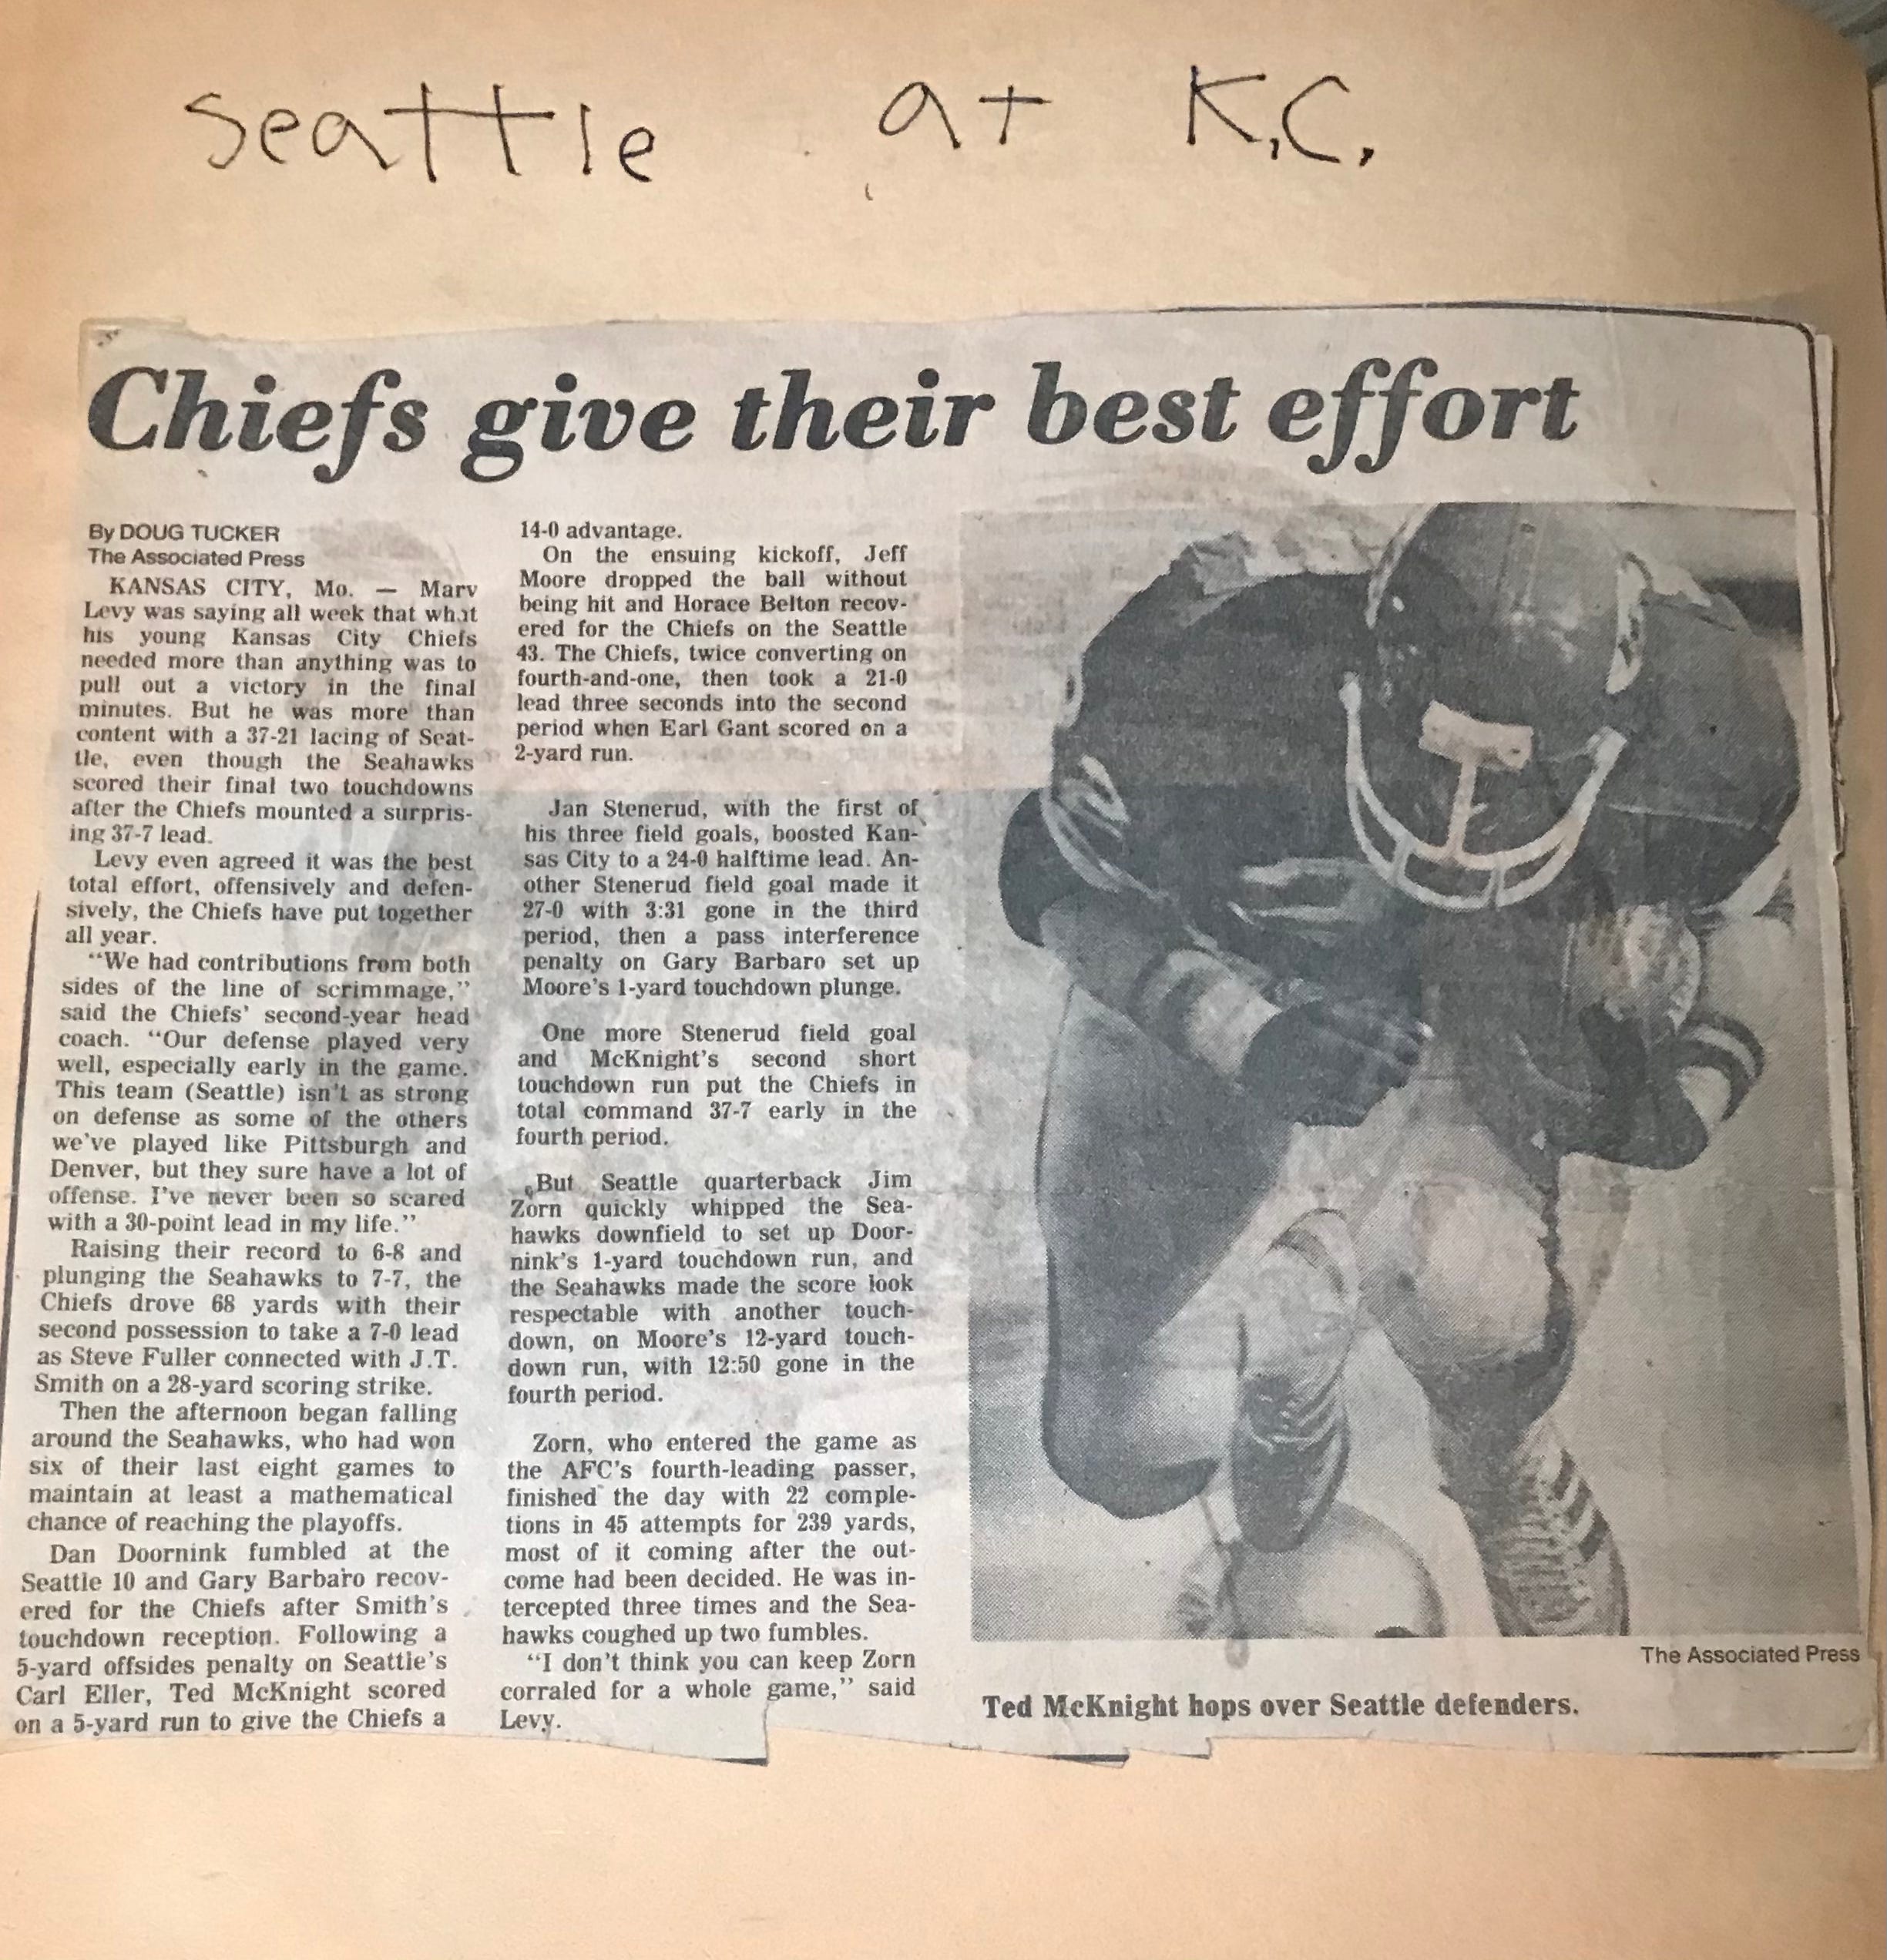 seattle at K.C.
Chiefs give their best effort
By DOUG TUCKER
The Associated Press
KANSAS CITY, Mo. — Marv
Levy was saying all week that what
his young Kansas City Chiefs
needed more than anything was to
pull out a victory in the final
minutes. But he was more than
content with a 37-21 lacing of Seat-
tle, even though the Seahawks
scored their final two touchdowns
after the Chiefs mounted a surpris-
ing 37-7 lead.
Levy even agreed it was the best
total effort, offensively and defen-
sively, the Chiefs have put together
all year.
“We had contributions from both
sides of the line of scrimmage,”
said the Chiefs’ second-year head
coach. “Our defense played very
well, especially early in the game.
This team (Seattle) isn’t as strong
on defense as some of the others
we’ve played like Pittsburgh and
Denver, but they sure have a lot of
offense. I’ve never been so scared
with a 30-point lead in my life.”
Raising their record to 6-8 and
plunging the Seahawks to 7-7, the
Chiefs drove 68 yards with their
second possession to take a 7-0 lead
as Steve Fuller connected with J.T.
Smith on a 28-yard scoring strike.
Then the afternoon began falling
around the Seahawks, who had won
six of their last eight games to
maintain at least a mathematical
chance of reaching the playoffs.
Dan Doornink fumbled at the
Seattle 10 and Gary Barbaro recov-
ered for the Chiefs after Smith’s
touchdown reception. Following a
5-yard offsides penalty on Seattle’s
Carl Eller, Ted McKnight scored
on a 5-yard run to give the Chiefs a
14-0 advantage.
On the ensuing kickoff, Jeff
Moore dropped the ball without
being hit and Horace Belton recov-
ered for the Chiefs on the Seattle
43. The Chiefs, twice converting on
fourth-and-one, then took a 21-0
lead three seconds into the second
period when Earl Gant scored on a
2-yard run.
Jan Stenerud, with the first of
his three field goals, boosted Kan-
sas City to a 24-0 halftime lead. An-
other Stenerud field goal made it
27-0 with 3:31 gone in the third
period, then a pass interference
penalty on Gary Barbaro set up
Moore’s 1-yard touchdown plunge.
One more Stenerud field goal
and McKnight’s second short
touchdown run put the Chiefs in
total command 37-7 early in the
fourth period.
But Seattle quarterback Jim
Zorn quickly whipped the Sea-
hawks downfield to set up Door-
nink’s 1-yard touchdown run, and
the Seahawks made the score look
respectable with another touch-
down, on Moore’s 12-yard touch-
down run, with 12:50 gone in the
fourth period.
Zorn, who entered the game as
the AFC’s fourth-leading passer,
finished the day with 22 comple-
tions in 45 attempts for 239 yards,
most of it coming after the out-
come had been decided. He was in-
tercepted three times and the Sea-
hawks coughed up two fumbles.
“I don’t think you can keep Zorn
corraled for a whole game,” said
Levy.
The Associated Press
Ted McKnight hops over Seattle defenders.